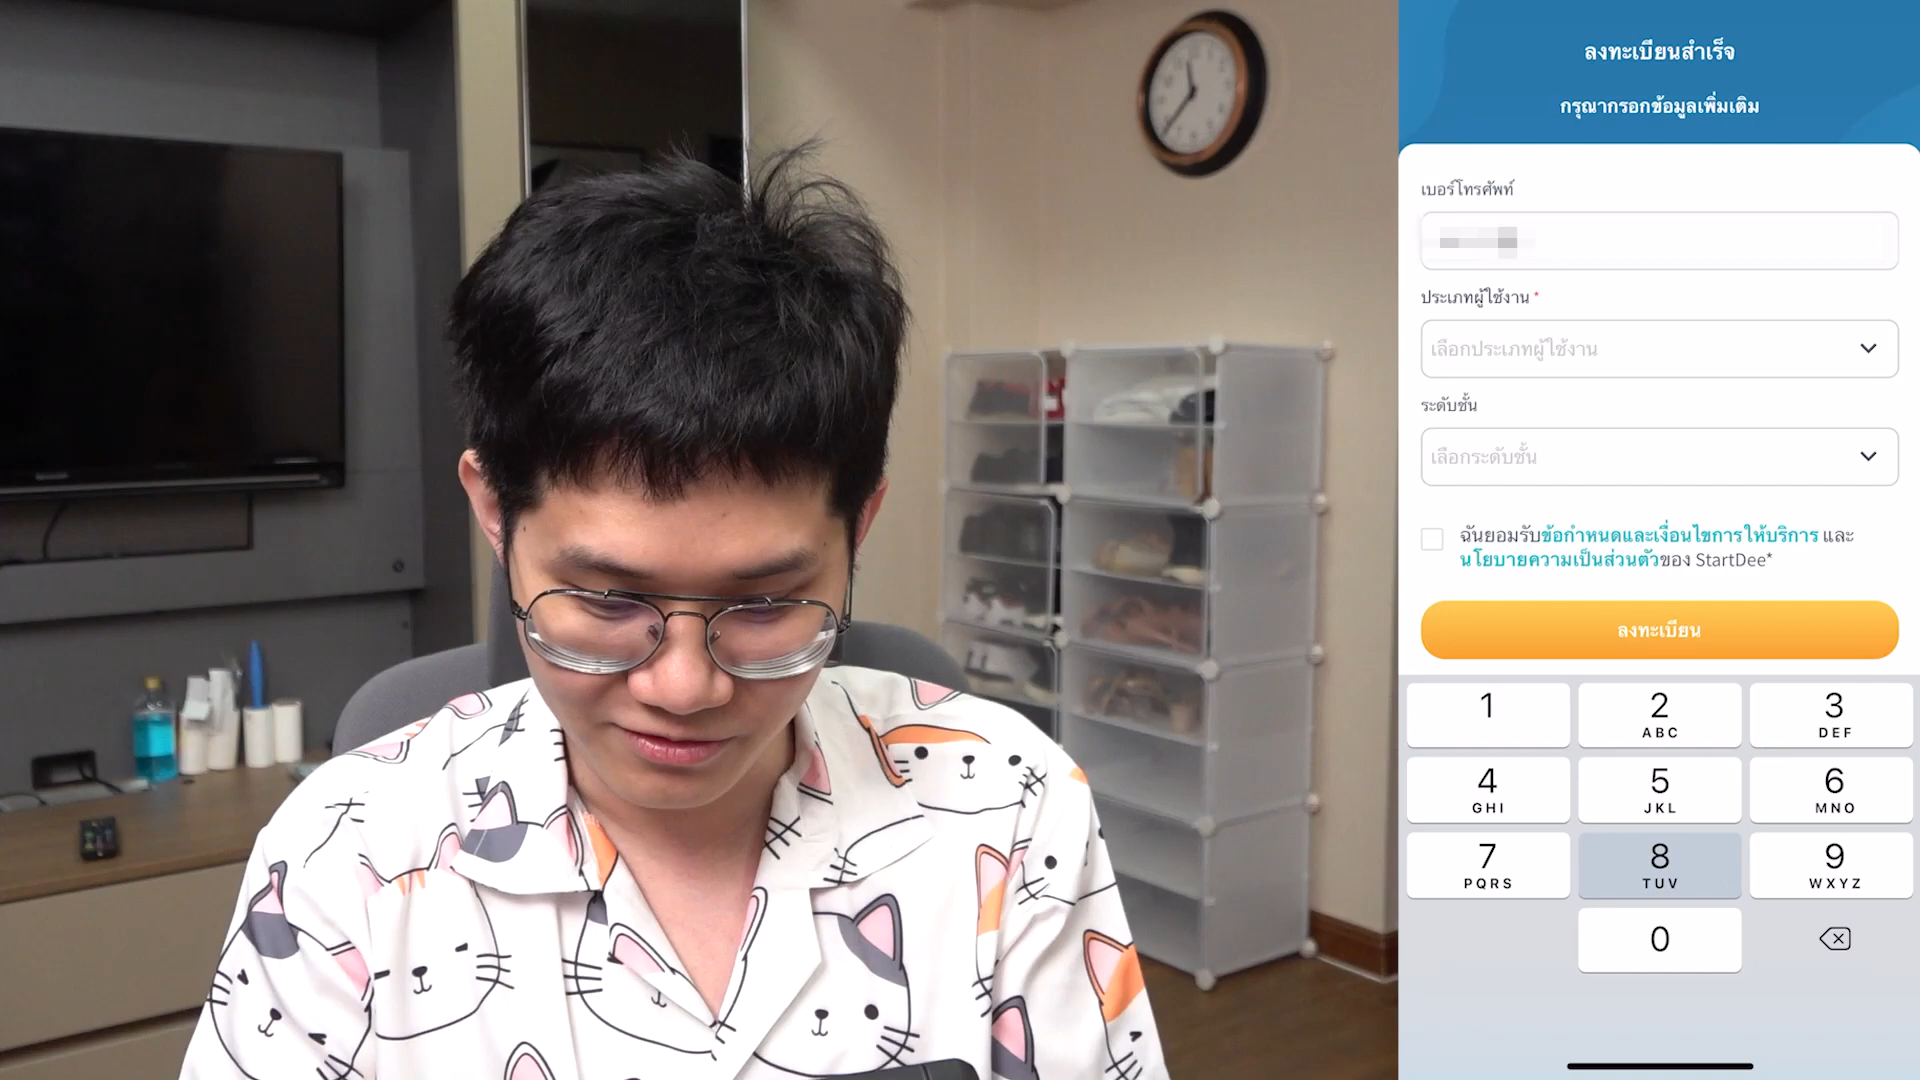 ลงทะเบียนสำเร็จ
กรุณากรอกข้อมูลเพิ่มเติม
เบอร์โทรศัพท์
ประเภทผู้ใช้งาน *
เลือกประเภทผู้ใช้งาน
ระดับชั้น
เลือกระดับชั้น
ฉันยอมรับข้อกำหนดและเงื่อนไขการให้บริการ และ
นโยบายความเป็นส่วนตัวของ StartDee*
ลงทะเบียน
1
2
ABC
3
DEF
4
GHI
5
JKL
6
MNO
7
PQRS
8
TUV
9
WXYZ
0